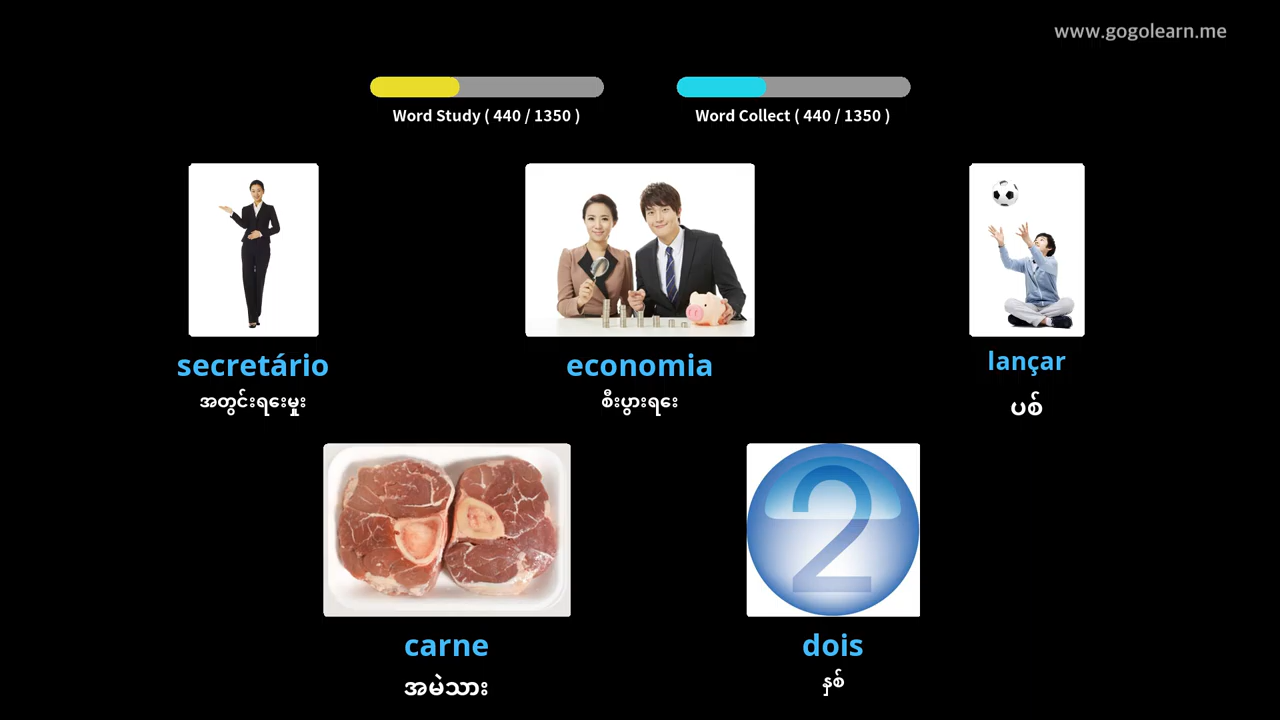 www.gogolearn.me
Word Study ( 440 / 1350 )
Word Collect ( 440 / 1350 )
secretário
အတွင်းရေးမှူး
economia
စီးပွားရေး
lançar
ပစ်
carne
အမဲသား
2
dois
နှစ်